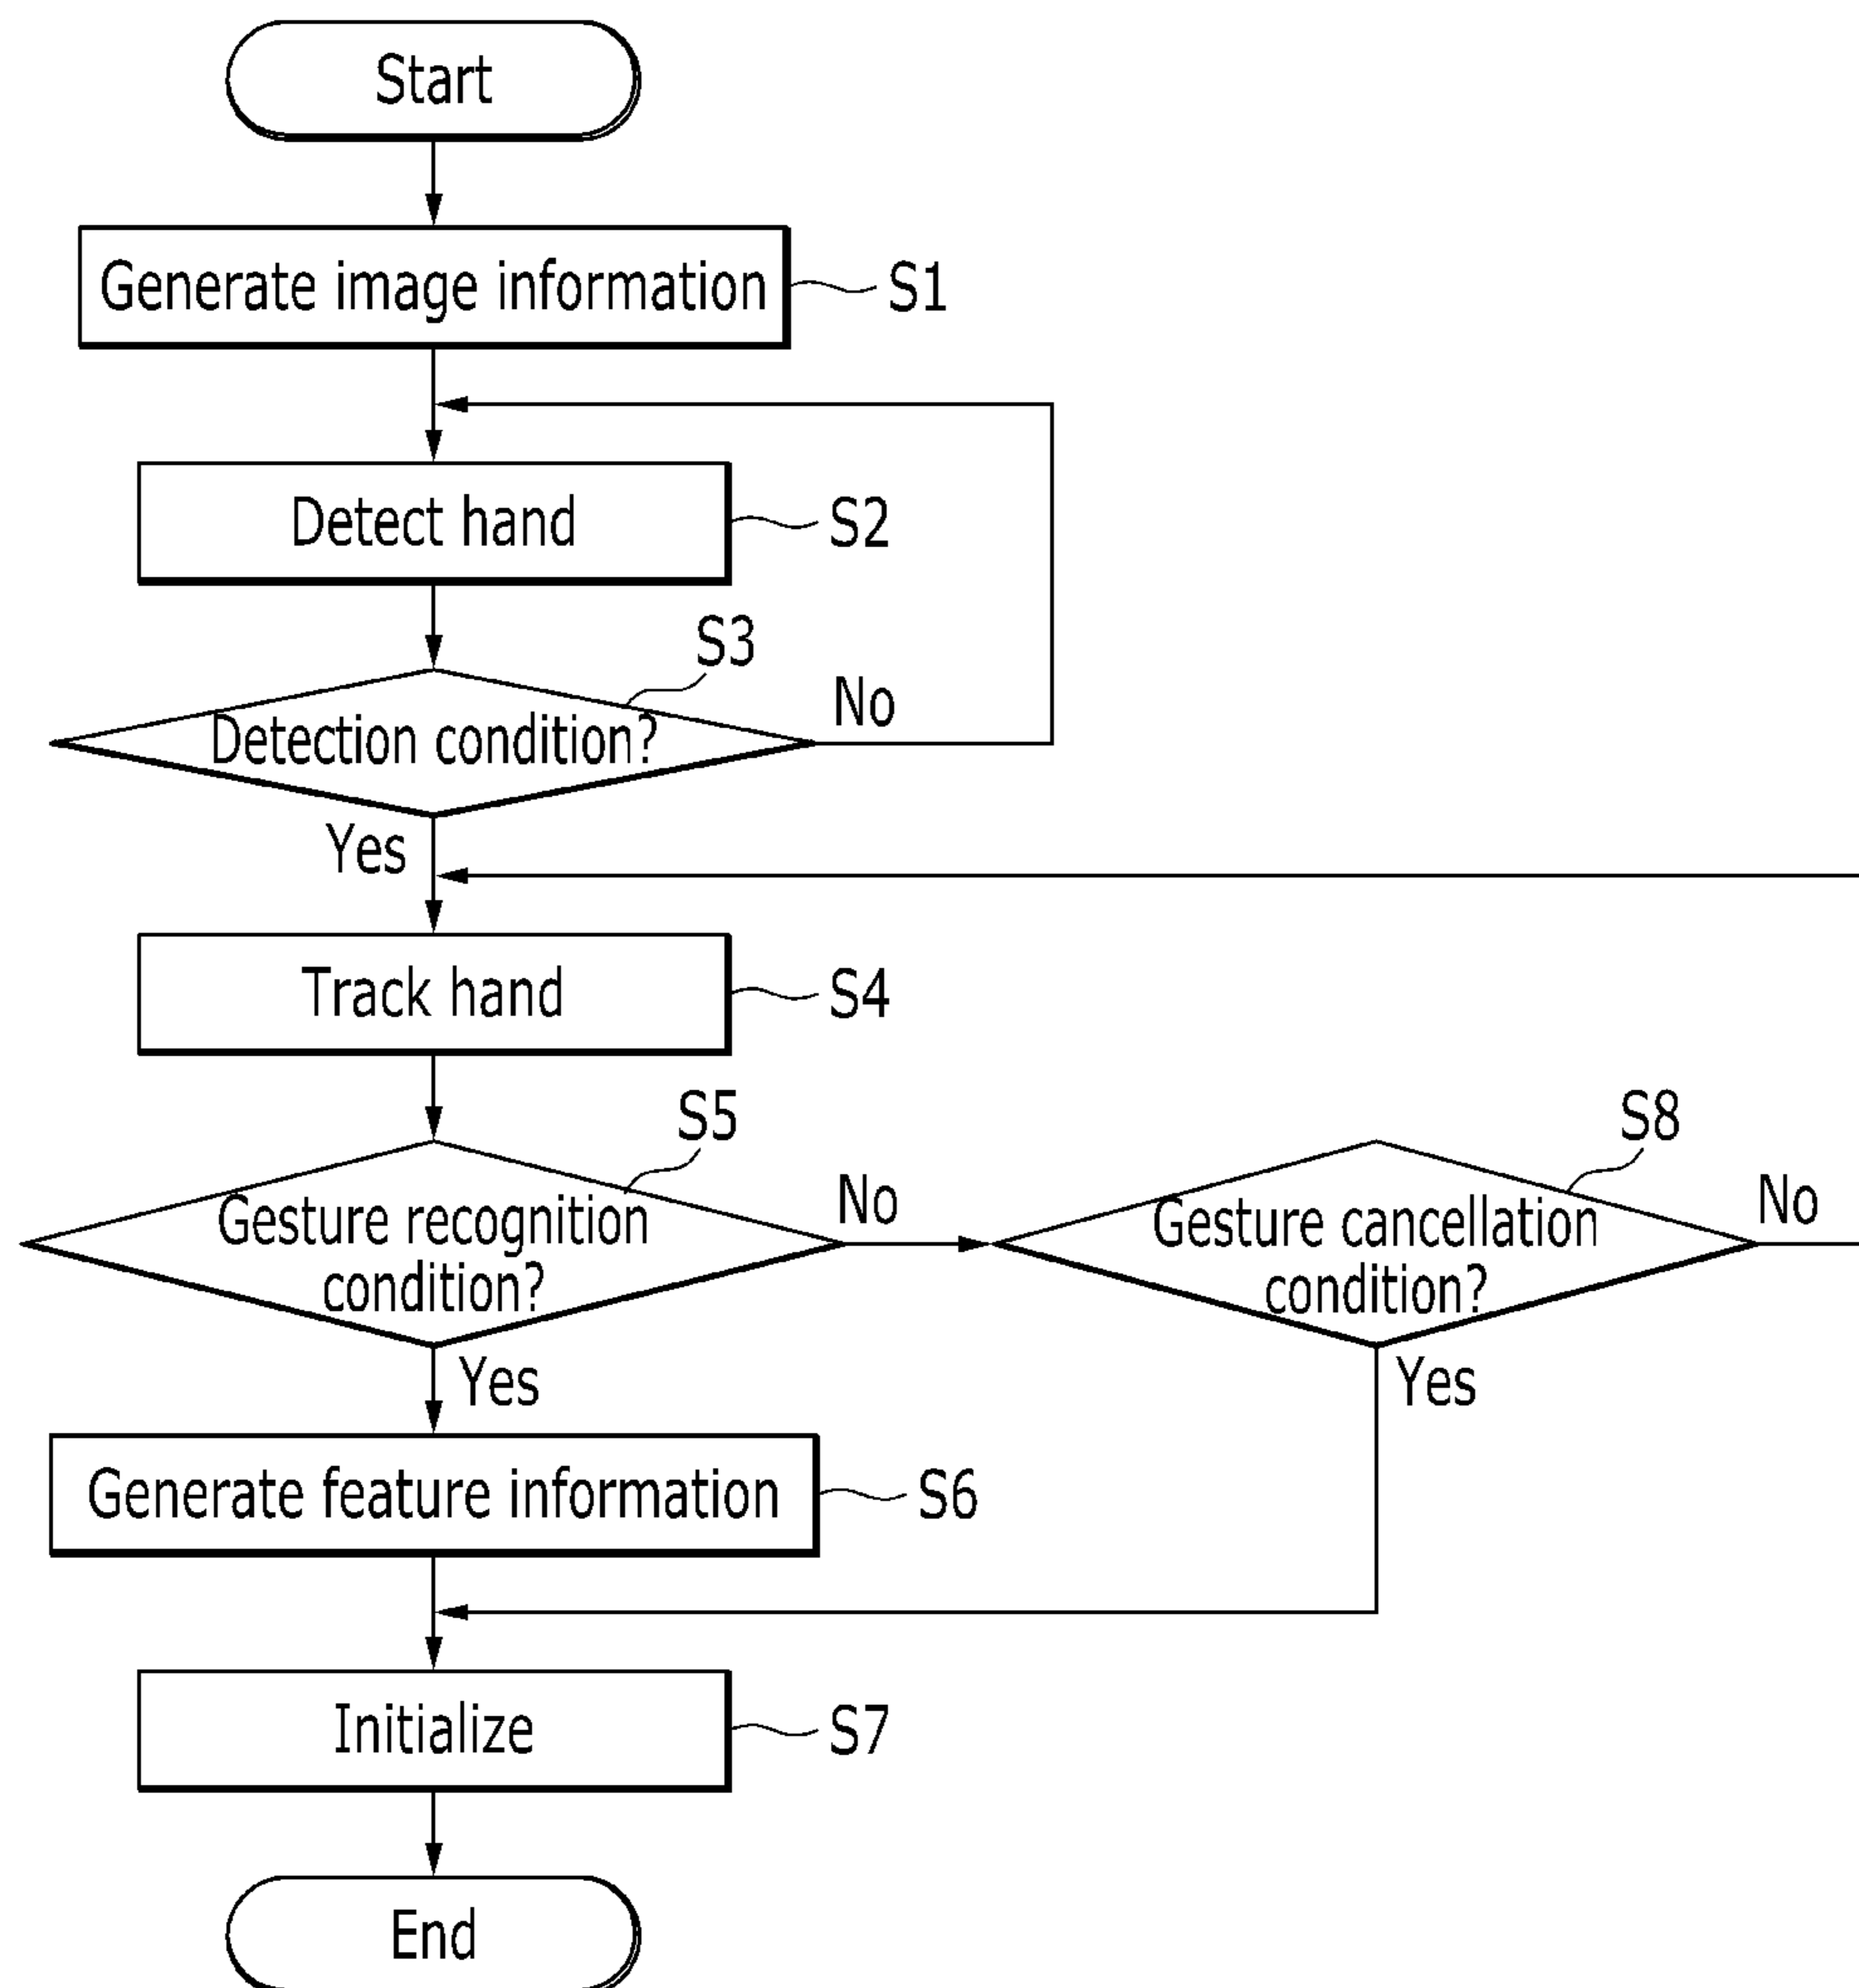 Start
Generate image information
S1
Detect hand
S2
S3
Detection condition?
No
Yes
Track hand
S4
S5
Gesture recognition
condition?
No
S8
Gesture cancellation
condition?
No
Yes
Yes
Generate feature information
S6
Initialize
S7
End